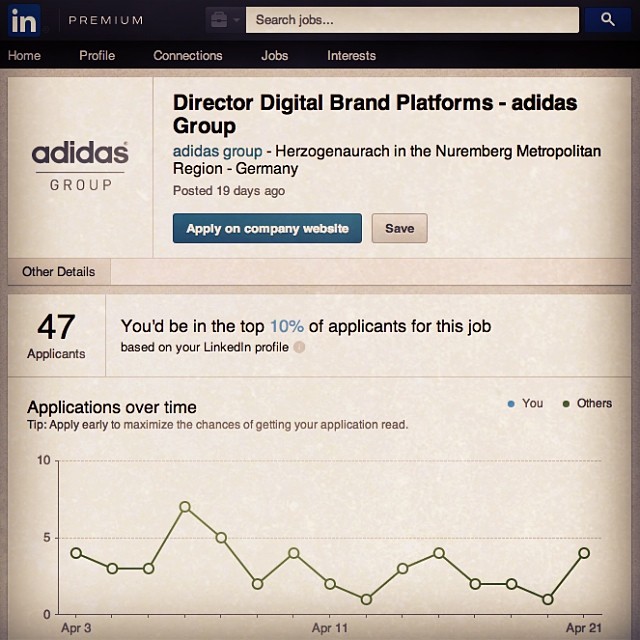 in PREMIUM Search jobs...
Home Profile Connections Jobs Interests
Director Digital Brand Platforms - adidas
Group
adidas group - Herzogenaurach in the Nuremberg Metropolitan
Region - Germany
Posted 19 days ago
adidas
GROUP
Apply on company website Save
Other Details
47
Applicants
You'd be in the top 10% of applicants for this job
based on your LinkedIn profile
Applications over time
You Others
Tip: Apply early to maximize the chances of getting your application read.
10
5
0
Apr 3 Apr 11 Apr 21